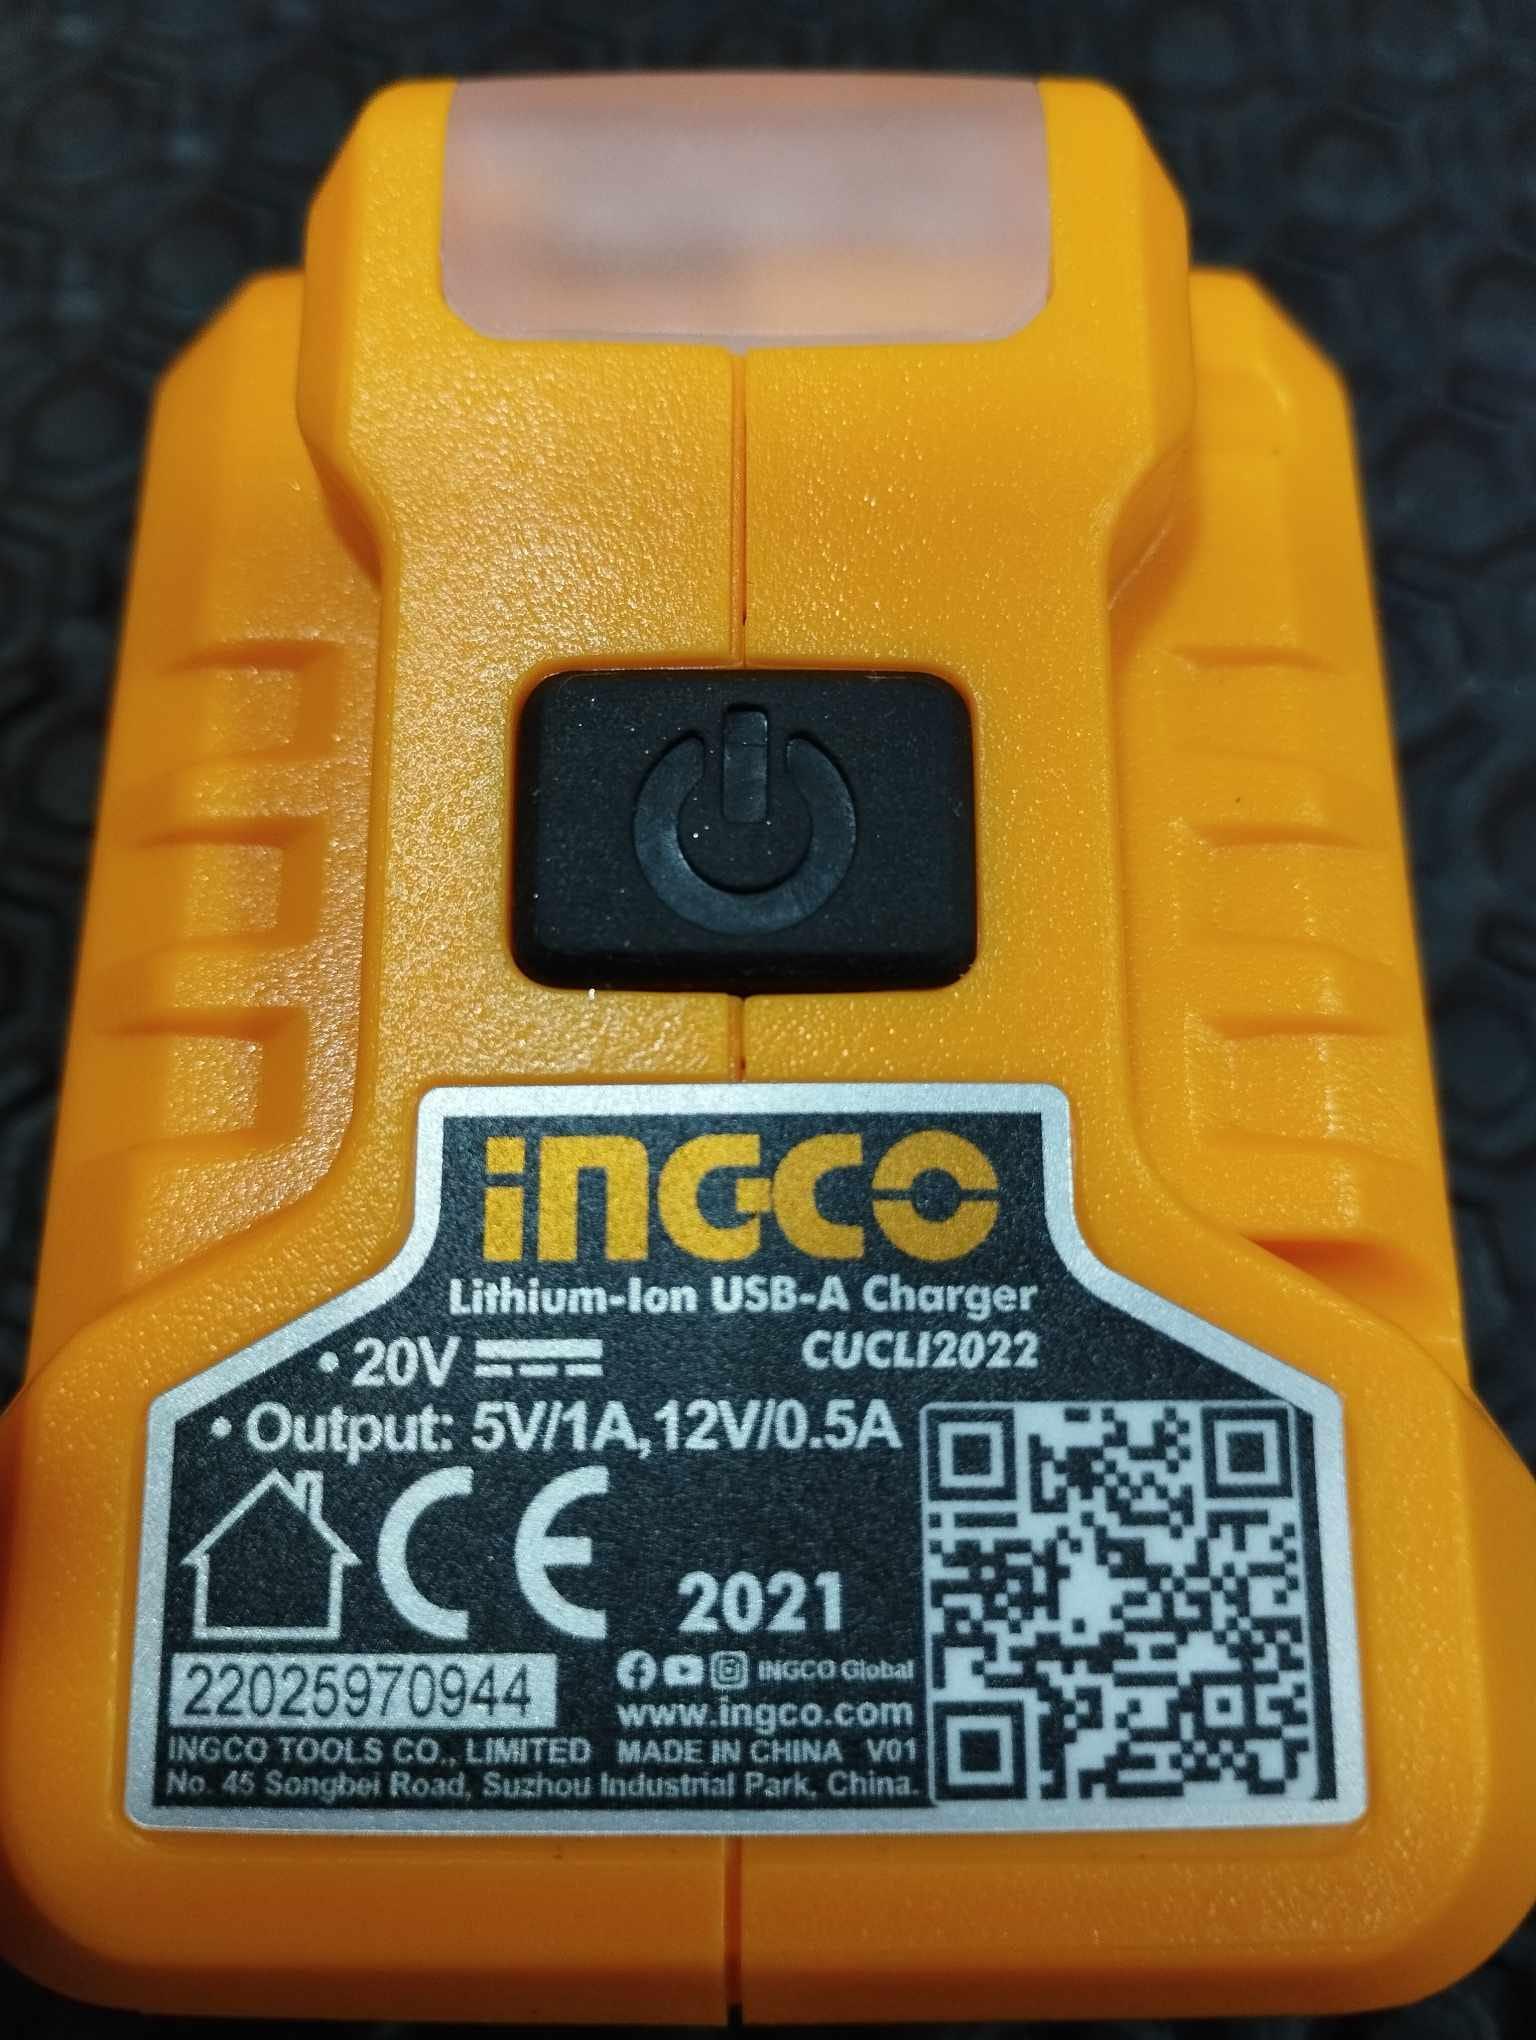 INGCO
Lithium-Ion USB-A Charger
CUCLI2022
• 20V
• Output: 5V/1A,12V/0.5A
CE
2021
22025970944
INGCO Global
www.ingco.com
INGCO TOOLS CO., LIMITED MADE IN CHINA V01
No. 45 Songbei Road, Suzhou Industrial Park, China.